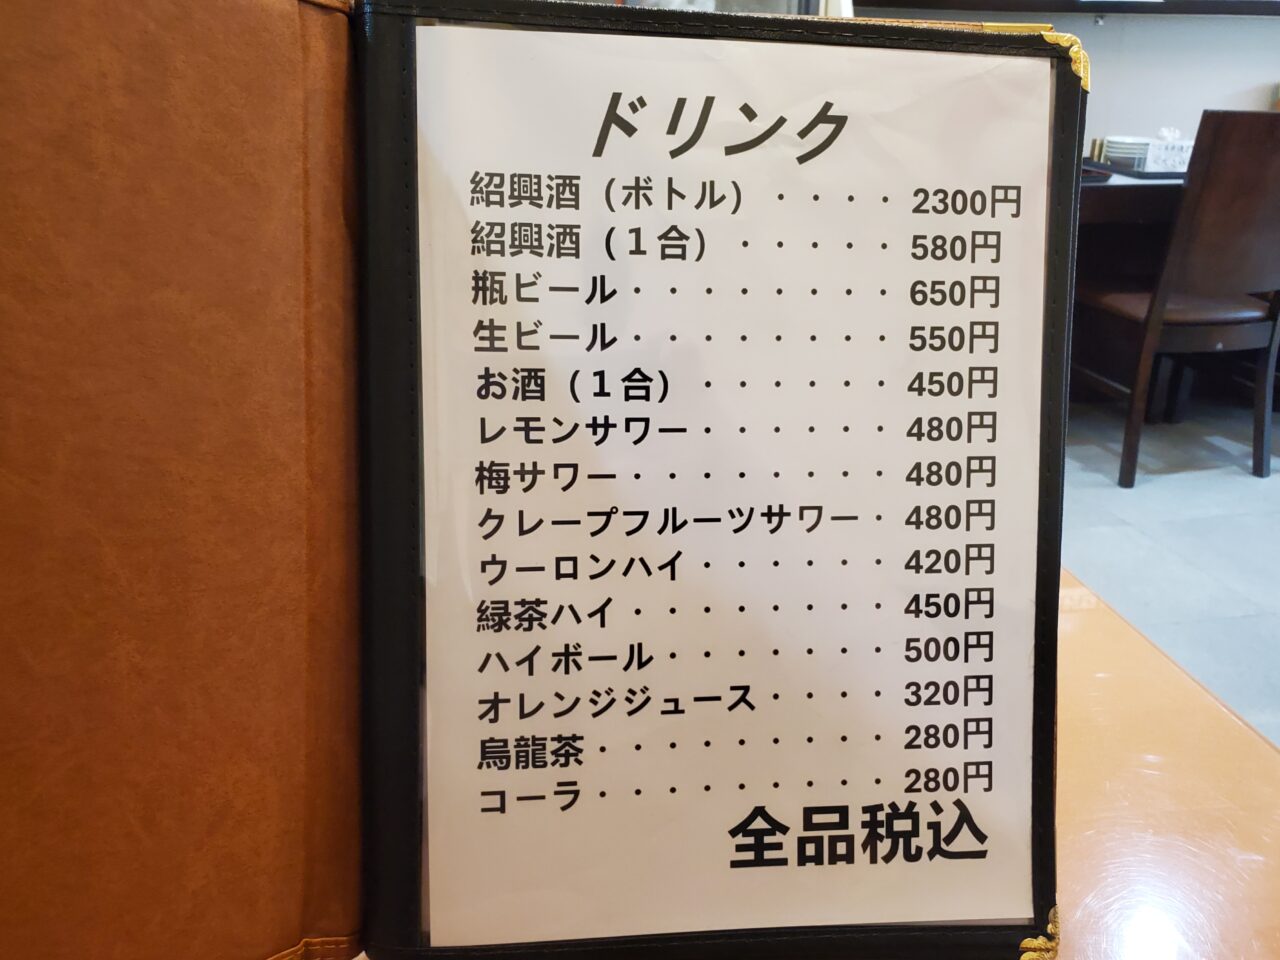 ドリンク
紹興酒（ボトル）・・・・2300円
紹興酒（１合）・・・・・580円
瓶ビール・・・・・・・・650円
生ビール・・・・・・・・550円
お酒（１合）・・・・・・450円
レモンサワー・・・・・・480円
梅サワー・・・・・・・・480円
クレープフルーツサワー・480円
ウーロンハイ・・・・・・420円
緑茶ハイ・・・・・・・・450円
ハイボール・・・・・・・500円
オレンジジュース・・・・320円
烏龍茶・・・・・・・・・280円
コーラ・・・・・・・・・280円
全品税込